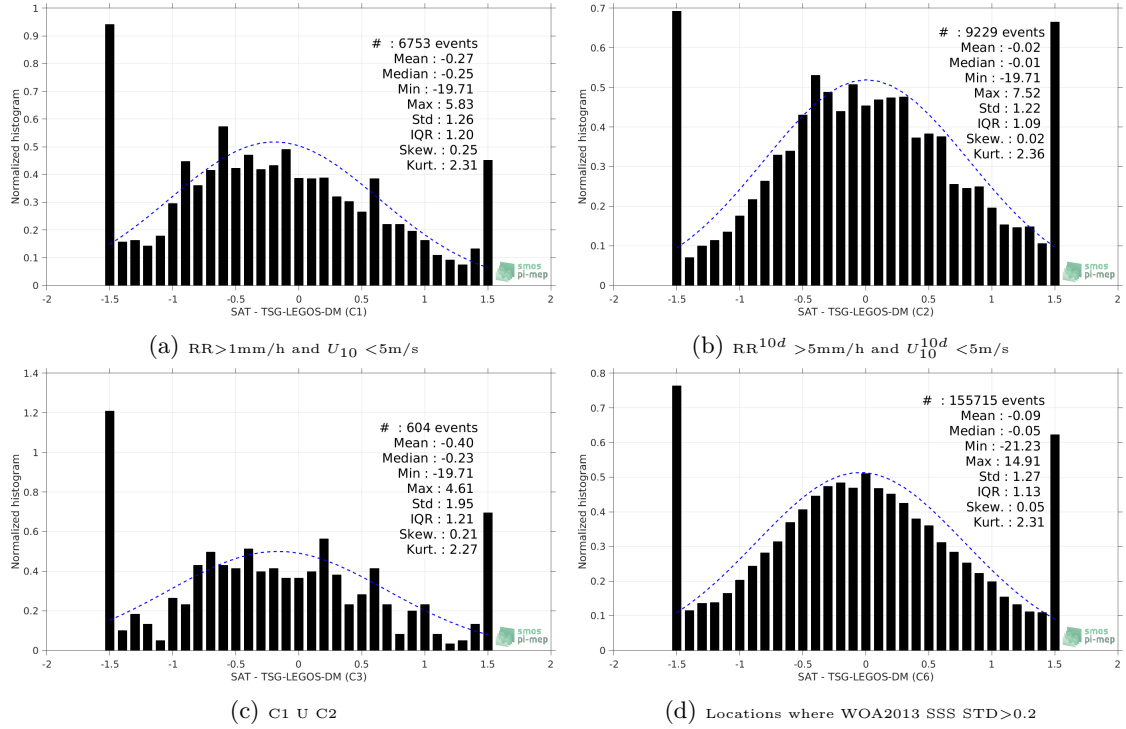 1
0.9
0.8
0.7
0.6
0.5
0.4
0.3
0.2
0.1
0
Normalized histogram
# : 6753 events
Mean : -0.27
Median : -0.25
Min : -19.71
Max : 5.83
Std : 1.26
IQR : 1.20
Skew. : 0.25
Kurt. : 2.31
smos
pi-mep
-2 -1.5 -1 -0.5 0 0.5 1 1.5 2
SAT - TSG-LEGOS-DM (C1)
(a) RR>1mm/h and U10 <5m/s
0.7
0.6
0.5
0.4
0.3
0.2
0.1
0
Normalized histogram
# : 9229 events
Mean : -0.02
Median : -0.01
Min : -19.71
Max : 7.52
Std : 1.22
IQR : 1.09
Skew. : 0.02
Kurt. : 2.36
smos
pi-mep
-2 -1.5 -1 -0.5 0 0.5 1 1.5 2
SAT - TSG-LEGOS-DM (C2)
(b) RR^10d >5mm/h and U10^10d <5m/s
1.4
1.2
1
0.8
0.6
0.4
0.2
0
Normalized histogram
# : 604 events
Mean : -0.40
Median : -0.23
Min : -19.71
Max : 4.61
Std : 1.95
IQR : 1.21
Skew. : 0.21
Kurt. : 2.27
smos
pi-mep
-2 -1.5 -1 -0.5 0 0.5 1 1.5 2
SAT - TSG-LEGOS-DM (C3)
(c) C1 U C2
0.8
0.7
0.6
0.5
0.4
0.3
0.2
0.1
0
Normalized histogram
# : 155715 events
Mean : -0.09
Median : -0.05
Min : -21.23
Max : 14.91
Std : 1.27
IQR : 1.13
Skew. : 0.05
Kurt. : 2.31
smos
pi-mep
-2 -1.5 -1 -0.5 0 0.5 1 1.5 2
SAT - TSG-LEGOS-DM (C6)
(d) Locations where WOA2013 SSS STD>0.2